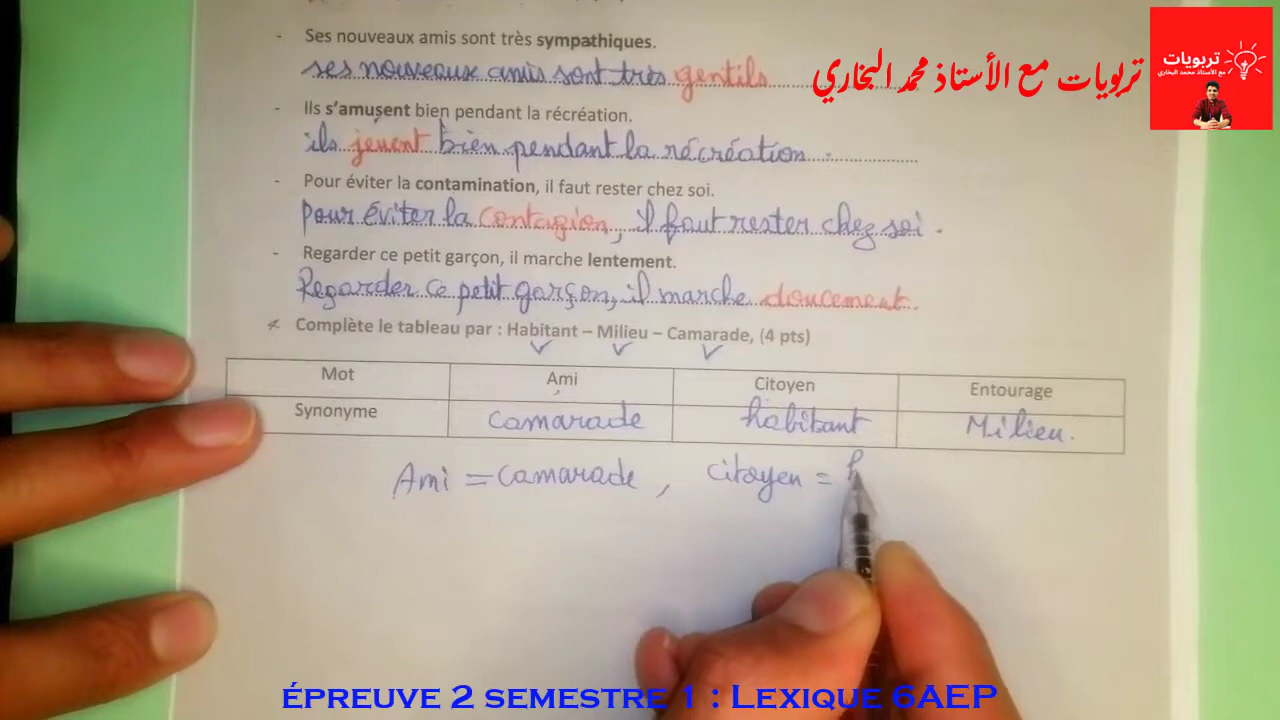 - Ses nouveaux amis sont très sympathiques.
ses nouveaux amis sont très gentils
تربويات مع الأستاذ محمد البخاري
تربويات
مع الأستاذ محمد البخاري
- Ils s'amusent bien pendant la récréation.
ils jouent bien pendant la récréation.
- Pour éviter la contamination, il faut rester chez soi.
Pour éviter la contagion, il faut rester chez soi.
- Regarder ce petit garçon, il marche lentement.
Regarder ce petit garçon, il marche doucement.
Complète le tableau par : Habitant – Milieu – Camarade, (4 pts)
Mot Ami Citoyen Entourage
Synonyme camarade habitant Milieu.
Ami = camarade, citoyen = h
épreuve 2 semestre 1 : Lexique 6AEP